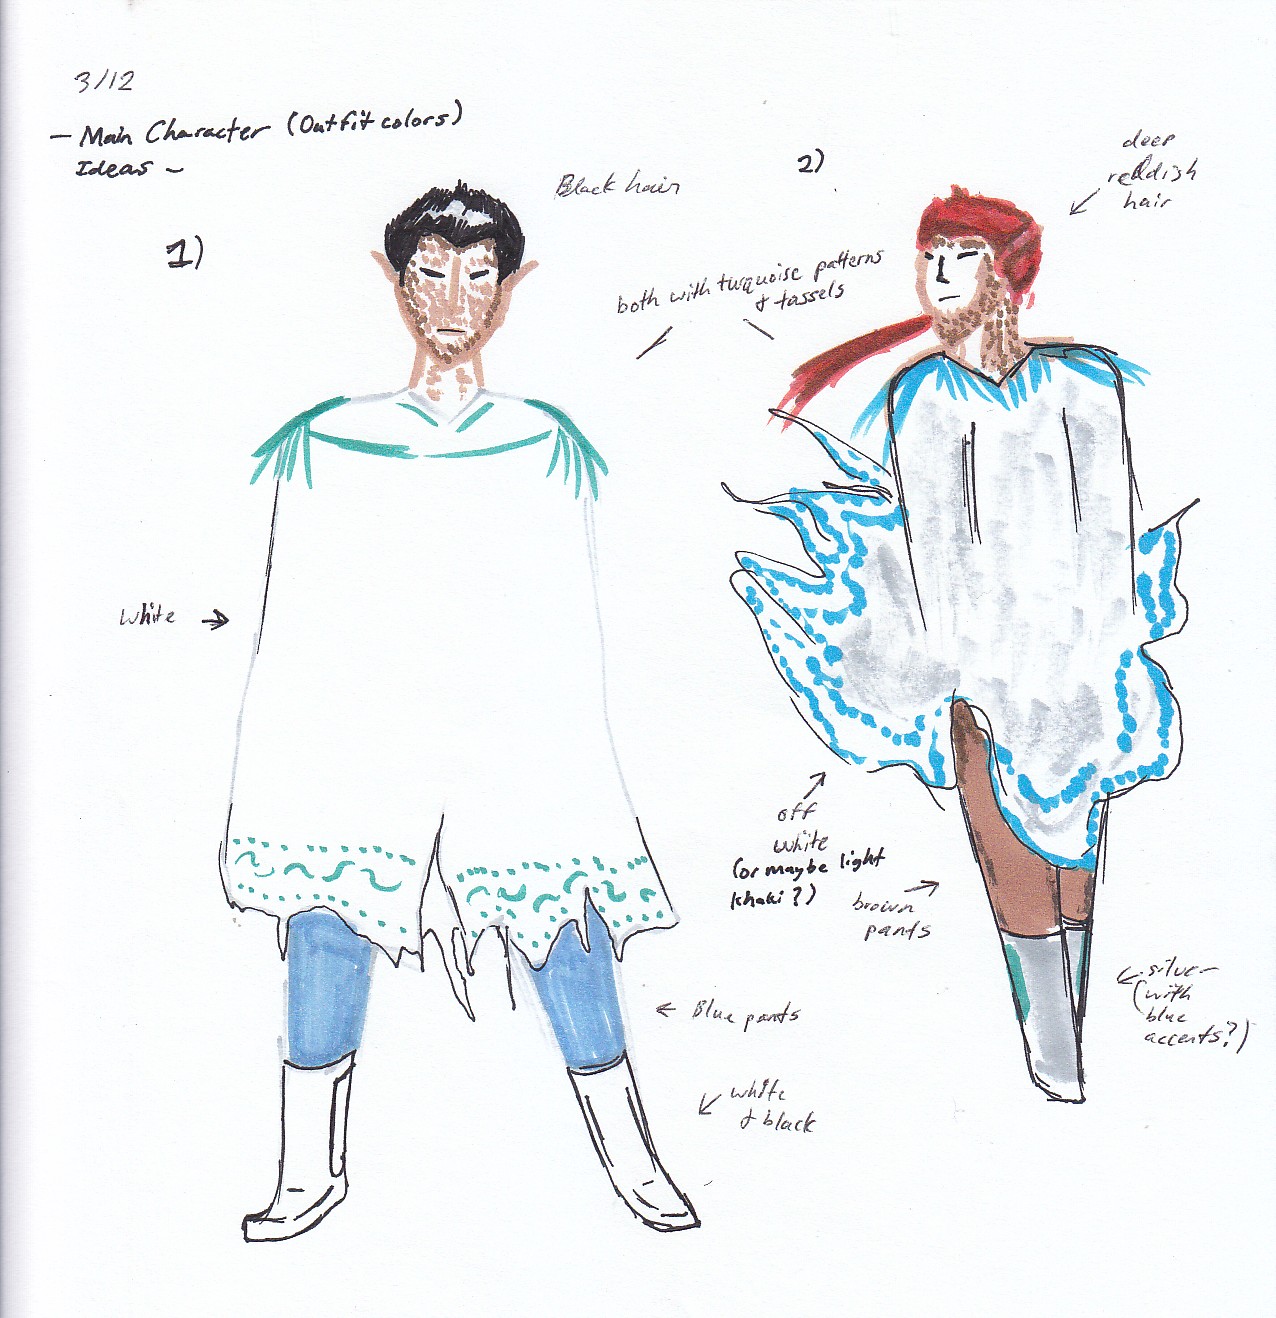 3/12
- Main Character (Outfit colors)
Ideas ~
1)
Black hair
2)
deep
reddish
hair
both with turquoise patterns
& tassels
White →
off
white
(or maybe light
khaki?)
brown
pants
silver
(with
blue
accents?)
← Blue pants
white
& black